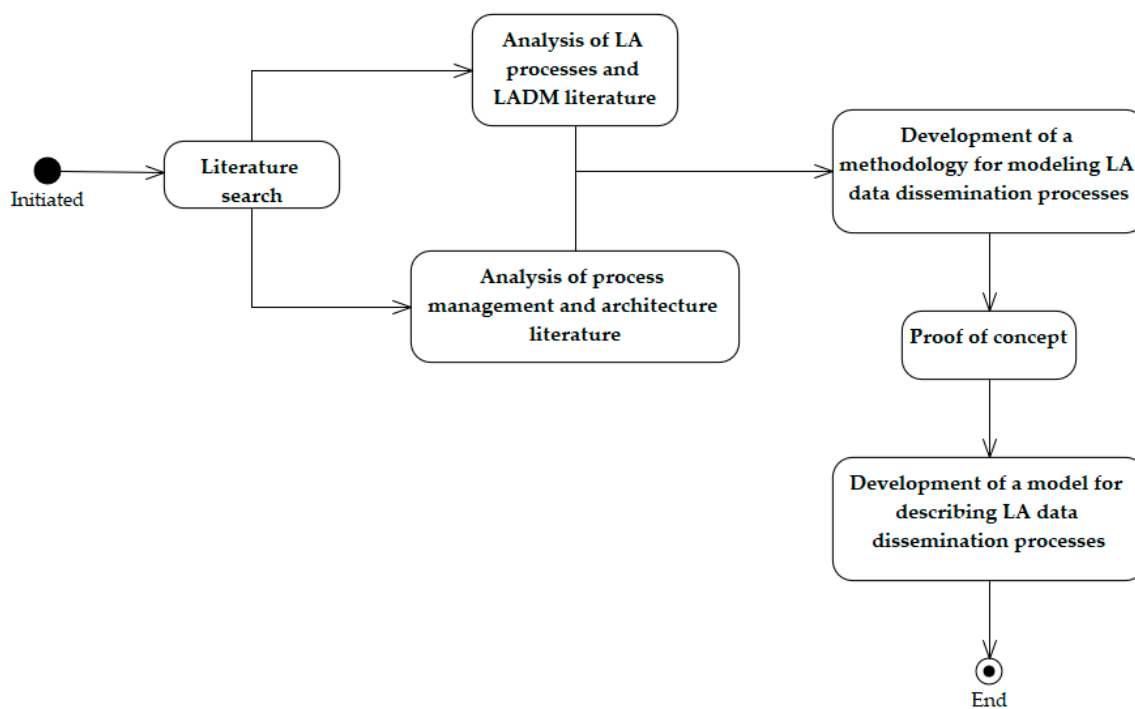 Initiated
Literature
search
Analysis of LA
processes and
LADM literature
Analysis of process
management and architecture
literature
Development of a
methodology for modeling LA
data dissemination processes
Proof of concept
Development of a model for
describing LA data
dissemination processes
End